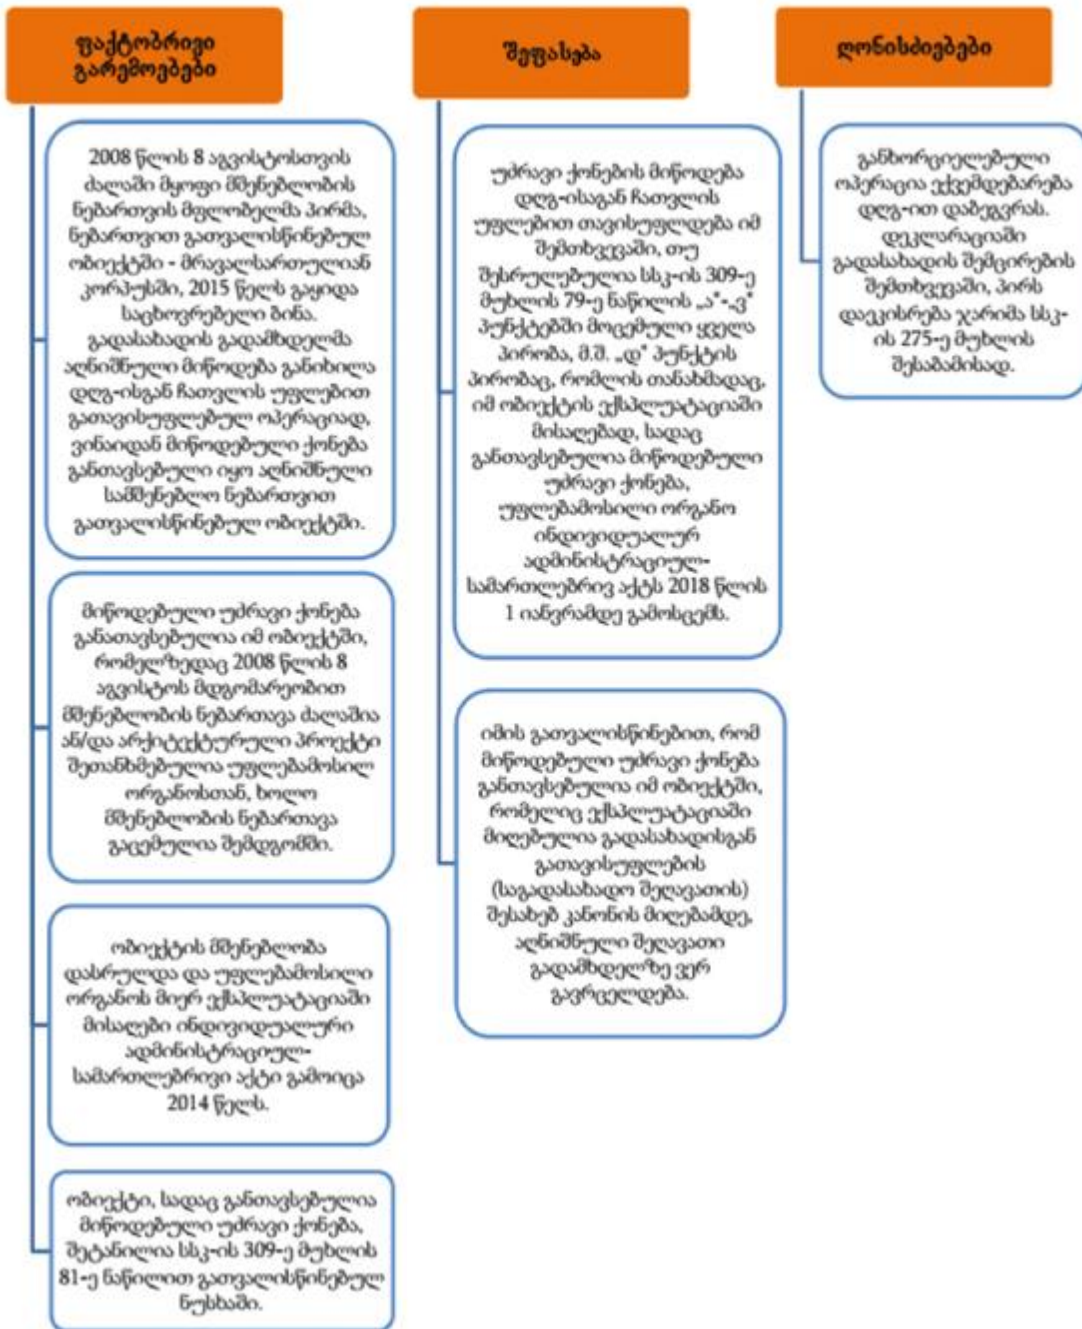 ფაქტობრივი
გარემოებები
2008 წლის 8 აგვისტოსთვის
ძალაში მყოფი მშენებლობის
ნებართვის მფლობელმა პირმა,
ნებართვით გათვალისწინებულ
ობიექტში - მრავალსართულიან
კორპუსში, 2015 წელს გაყიდა
საცხოვრებელი ბინა.
გადასახადის გადამხდელმა
აღნიშნული მიწოდება განიხილა
დღგ-ისგან ჩათვლის უფლებით
გათავისუფლებულ ოპერაციად,
ვინაიდან მიწოდებული ქონება
განთავსებული იყო აღნიშნული
სამშენებლო ნებართვით
გათვალისწინებულ ობიექტში.
მიწოდებული უძრავი ქონება
განათავსებულია იმ ობიექტში,
რომელზედაც 2008 წლის 8
აგვისტოს მდგომარეობით
მშენებლობის ნებართავა ძალაშია
ან/და არქიტექტურული პროექტი
შეთანხმებულია უფლებამოსილ
ორგანოსთან, ხოლო
მშენებლობის ნებართავა
გაცემულია შემდგომში.
ობიექტის მშენებლობა
დასრულდა და უფლებამოსილი
ორგანოს მიერ ექსპლუატაციაში
მისაღები ინდივიდუალური
ადმინისტრაციულ-
სამართლებრივი აქტი გამოიცა
2014 წელს.
ობიექტი, სადაც განთავსებულია
მიწოდებული უძრავი ქონება,
შეტანილია სსკ-ის 309-ე მუხლის
81-ე ნაწილით გათვალისწინებულ
ნუსხაში.
შეფასება
უძრავი ქონების მიწოდება
დღგ-ისაგან ჩათვლის
უფლებით თავისუფლდება იმ
შემთხვევაში, თუ
შესრულებულია სსკ-ის 309-ე
მუხლის 79-ე ნაწილის „ა“-„ვ“
პუნქტებში მოცემული ყველა
პირობა, მ.შ. „დ“ პუნქტის
პირობაც, რომლის თანახმადაც,
იმ ობიექტის ექსპლუატაციაში
მისაღებად, სადაც
განთავსებულია მიწოდებული
უძრავი ქონება,
უფლებამოსილი ორგანო
ინდივიდუალურ
ადმინისტრაციულ-
სამართლებრივ აქტს 2018 წლის
1 იანვრამდე გამოსცემს.
იმის გათვალისწინებით, რომ
მიწოდებული უძრავი ქონება
განთავსებულია იმ ობიექტში,
რომელიც ექსპლუატაციაში
მიღებულია გადასახადისგან
გათავისუფლების
(საგადასახადო შეღავათის)
შესახებ კანონის მიღებამდე,
აღნიშნული შეღავათი
გადამხდელზე ვერ
გავრცელდება.
ღონისძიებები
განხორციელებული
ოპერაცია ექვემდებარება
დღგ-ით დაბეგვრას.
დეკლარაციაში
გადასახადის შემცირების
შემთხვევაში, პირს
დაეკისრება ჯარიმა სსკ-
ის 275-ე მუხლის
შესაბამისად.